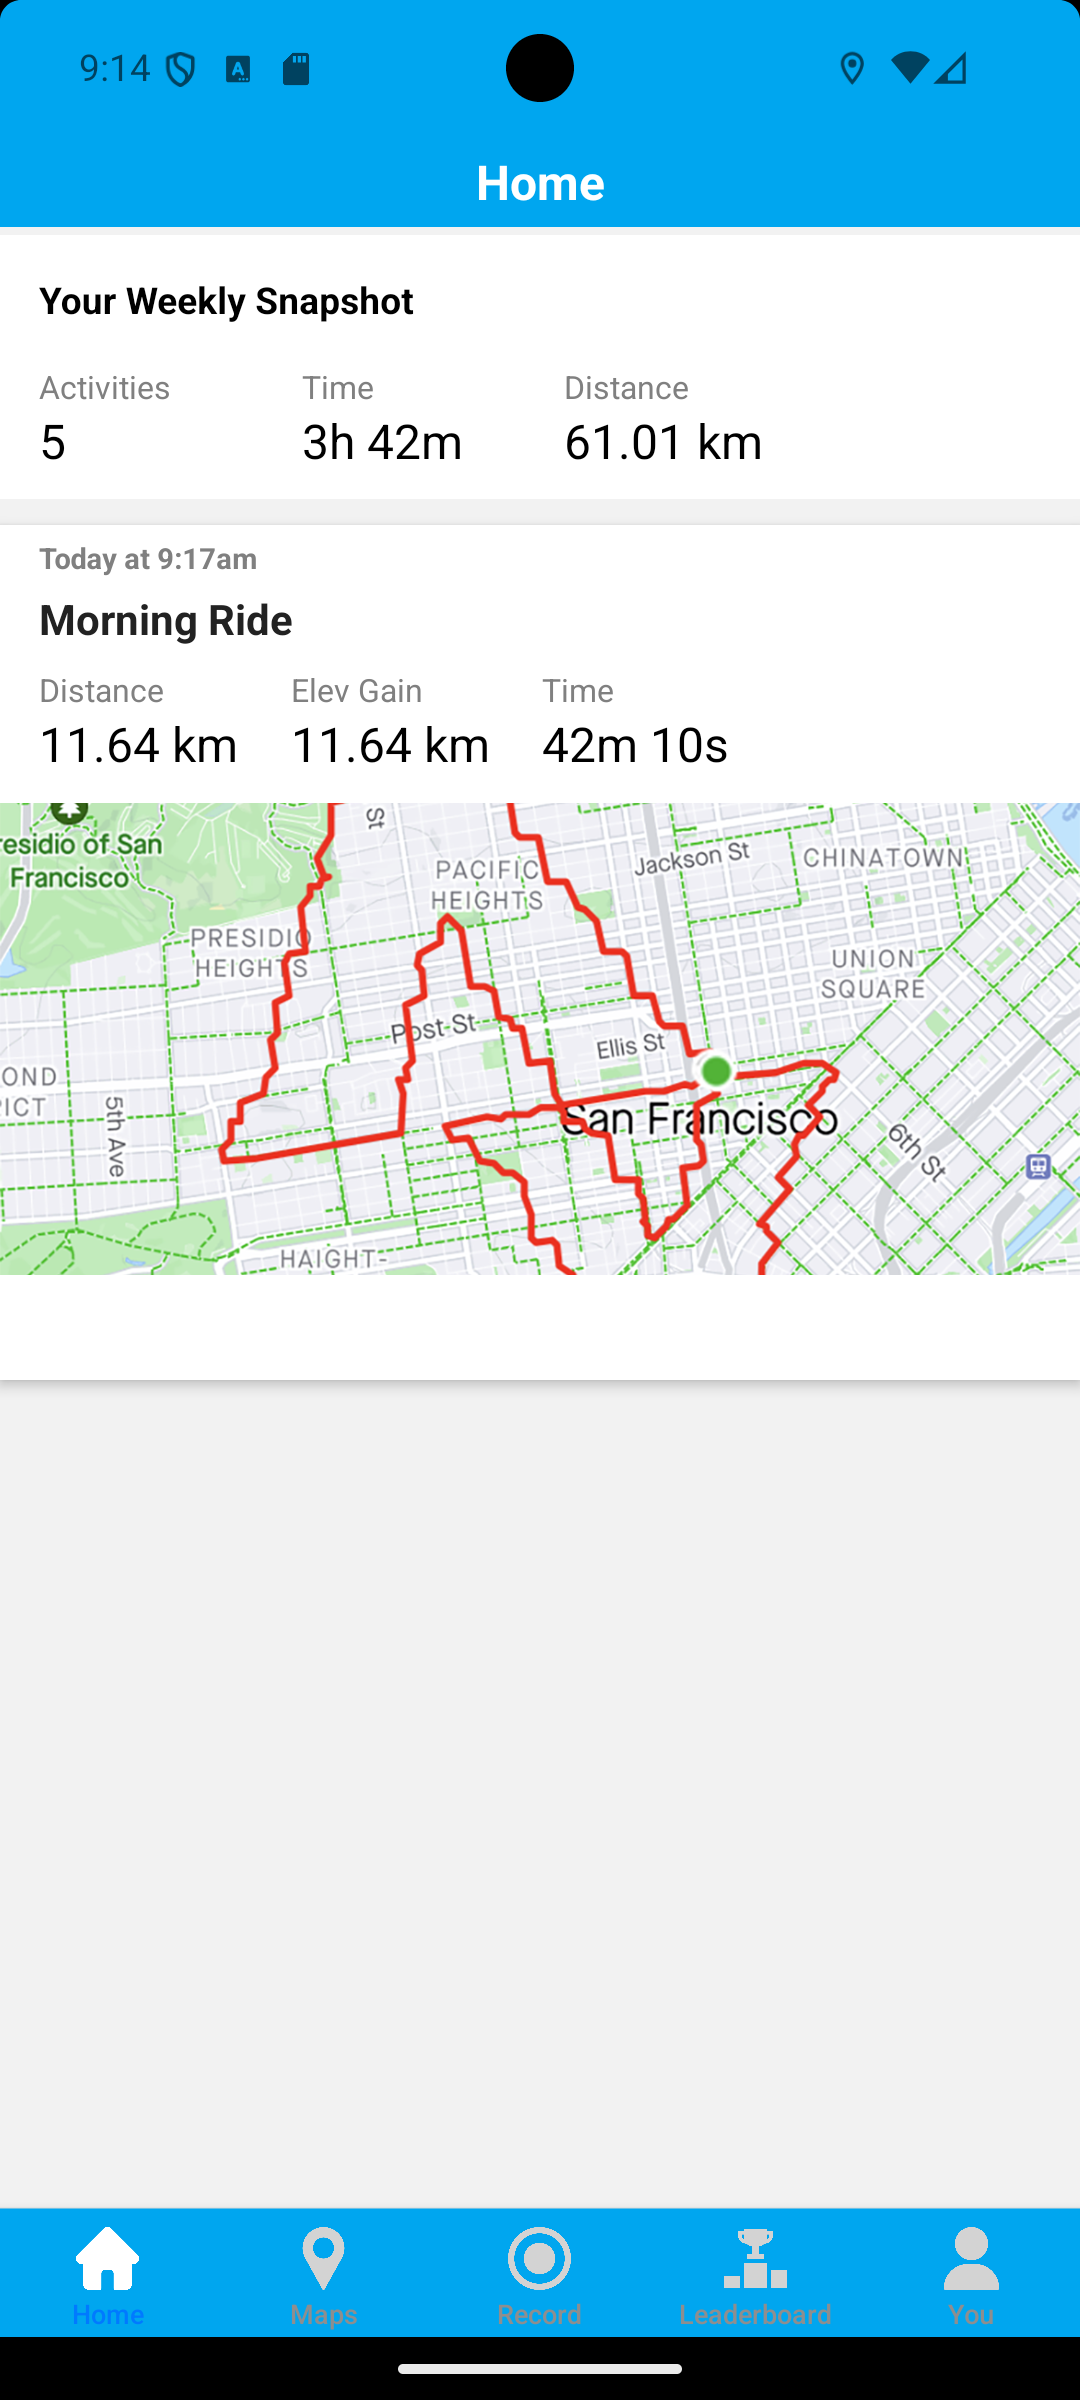 9:14
Home
Your Weekly Snapshot
Activities Time Distance
5 3h 42m 61.01 km
Today at 9:17am
Morning Ride
Distance Elev Gain Time
11.64 km 11.64 km 42m 10s
St
residio of San
Francisco
PACIFIC
HEIGHTS
Jackson St
CHINATOWN
PRESIDIO
HEIGHTS
UNION
SQUARE
Post St
Ellis St
OND
ICT
5th Ave
San Francisco
6th St
HAIGHT-
Home Maps Record Leaderboard You